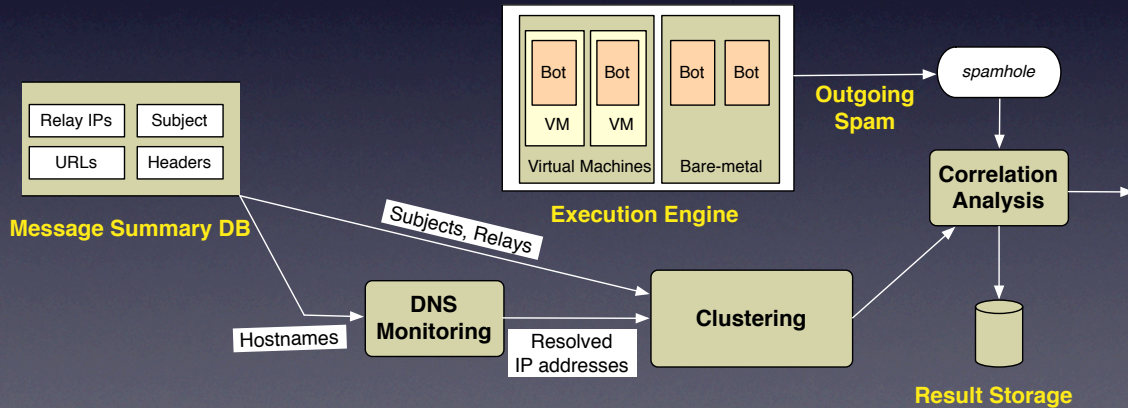 Relay IPs
Subject
URLs
Headers
Message Summary DB
Bot
Bot
VM
VM
Virtual Machines
Bot
Bot
Bare-metal
Execution Engine
Outgoing
Spam
spamhole
Correlation
Analysis
Subjects, Relays
Hostnames
DNS
Monitoring
Resolved
IP addresses
Clustering
Result Storage